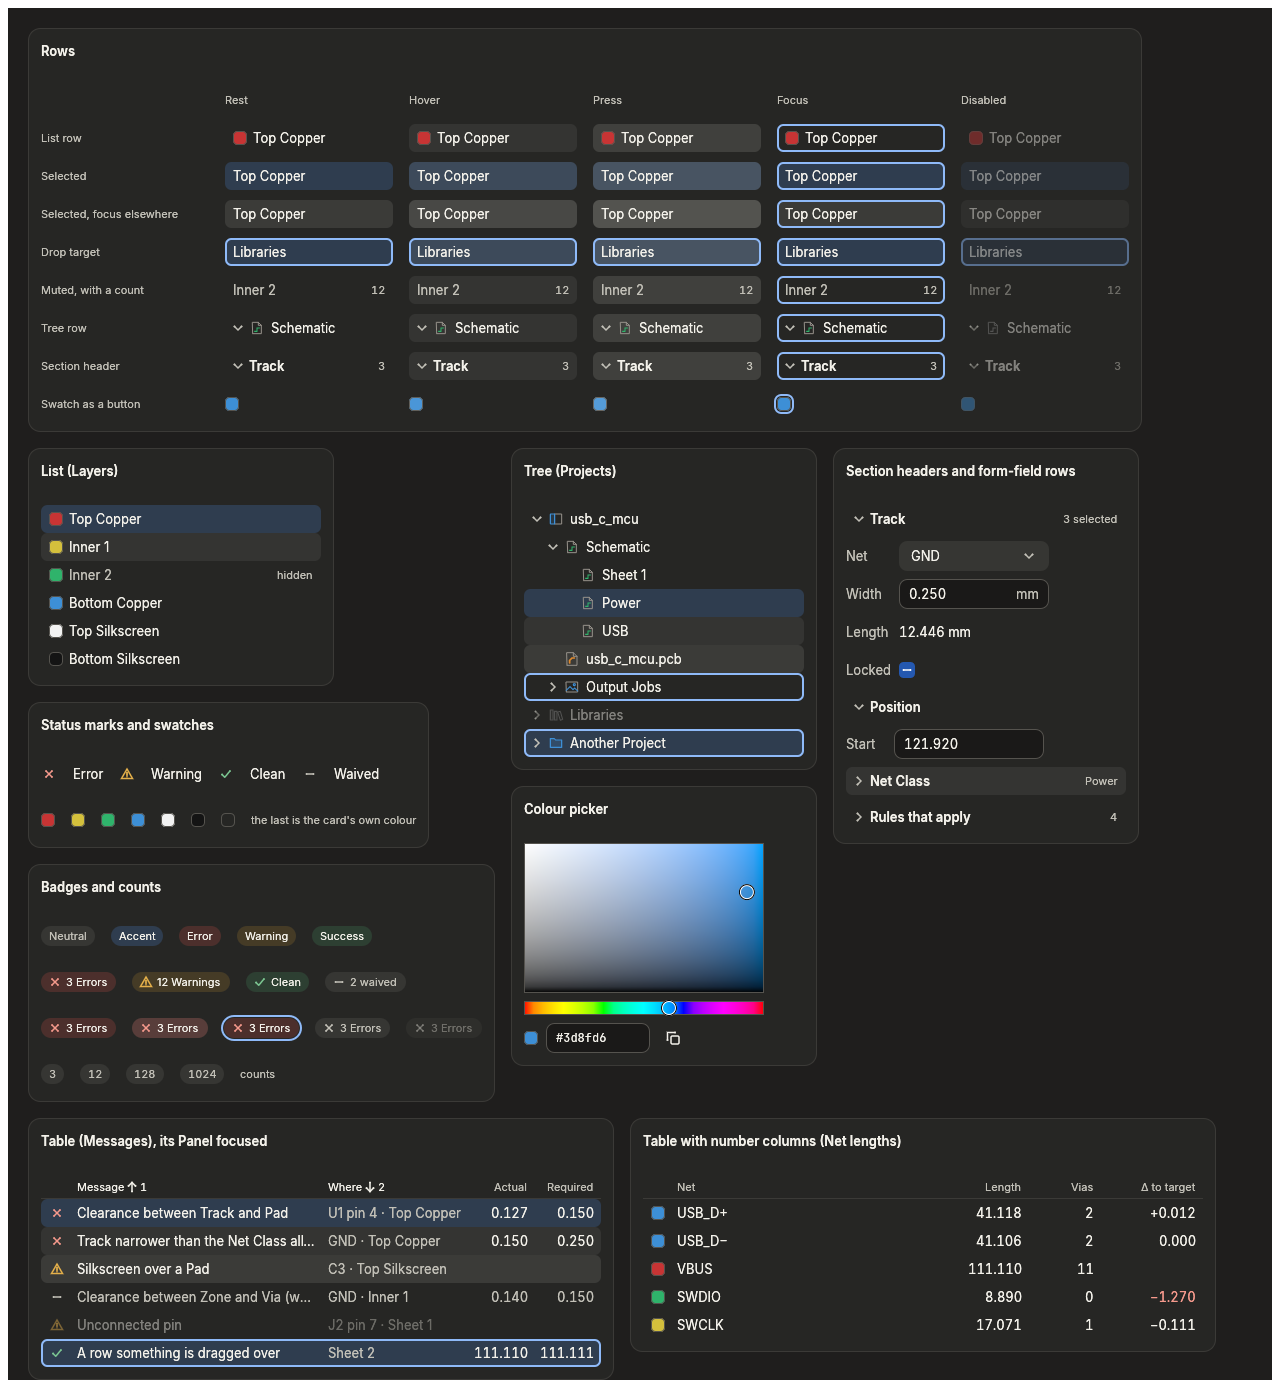 Rows
Rest Hover Press Focus Disabled
List row Top Copper Top Copper Top Copper Top Copper Top Copper
Selected Top Copper Top Copper Top Copper Top Copper Top Copper
Selected, focus elsewhere Top Copper Top Copper Top Copper Top Copper Top Copper
Drop target Libraries Libraries Libraries Libraries Libraries
Muted, with a count Inner 2 12 Inner 2 12 Inner 2 12 Inner 2 12 Inner 2 12
Tree row Schematic Schematic Schematic Schematic Schematic
Section header Track 3 Track 3 Track 3 Track 3 Track 3
Swatch as a button
List (Layers)
Top Copper
Inner 1
Inner 2 hidden
Bottom Copper
Top Silkscreen
Bottom Silkscreen
Status marks and swatches
Error Warning Clean Waived
the last is the card's own colour
Badges and counts
Neutral Accent Error Warning Success
3 Errors 12 Warnings Clean 2 waived
3 Errors 3 Errors 3 Errors 3 Errors 3 Errors
3 12 128 1024 counts
Tree (Projects)
usb_c_mcu
Schematic
Sheet 1
Power
USB
usb_c_mcu.pcb
Output Jobs
Libraries
Another Project
Colour picker
#3d8fd6
Section headers and form-field rows
Track 3 selected
Net GND
Width 0.250 mm
Length 12.446 mm
Locked
Position
Start 121.920
Net Class Power
Rules that apply 4
Table (Messages), its Panel focused
Message ↑ 1 Where ↓ 2 Actual Required
Clearance between Track and Pad U1 pin 4 · Top Copper 0.127 0.150
Track narrower than the Net Class all... GND · Top Copper 0.150 0.250
Silkscreen over a Pad C3 · Top Silkscreen
Clearance between Zone and Via (w... GND · Inner 1 0.140 0.150
Unconnected pin J2 pin 7 · Sheet 1
A row something is dragged over Sheet 2 111.110 111.111
Table with number columns (Net lengths)
Net Length Vias Δ to target
USB_D+ 41.118 2 +0.012
USB_D− 41.106 2 0.000
VBUS 111.110 11
SWDIO 8.890 0 −1.270
SWCLK 17.071 1 −0.111